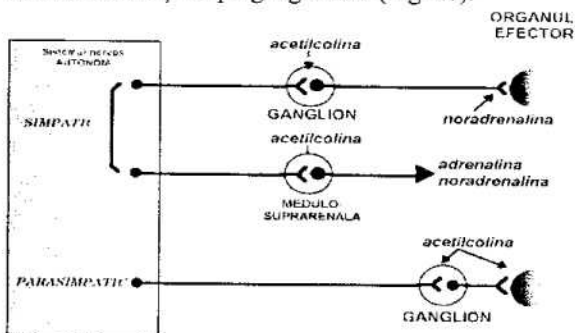 ORGANUL
EFECTOR
Sistemul nervos
AUTONOM
acetilcolina
SIMPATIC
GANGLION
noradrenalina
acetilcolina
adrenalina
noradrenalina
MEDULO
SUPRARENALA
acetilcolina
PARASIMPATIC
GANGLION